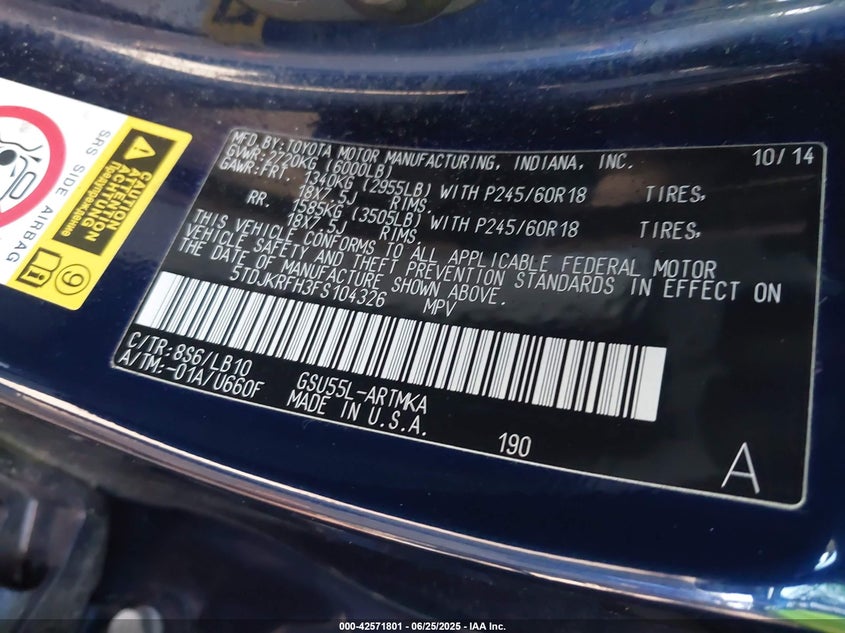 CAUTION
ACHTUNG
ATTENTION
Предупреждение
SRS SIDE AIRBAG
9
MFD. BY: TOYOTA MOTOR MANUFACTURING, INDIANA, INC. 10/14
GVWR: 2720KG (6000LB)
GAWR: FRT. 1340KG (2955LB) WITH P245/60R18 TIRES,
18X7.5J RIMS.
RR. 1585KG (3505LB) WITH P245/60R18 TIRES,
18X7.5J RIMS.
THIS VEHICLE CONFORMS TO ALL APPLICABLE FEDERAL MOTOR
VEHICLE SAFETY AND THEFT PREVENTION STANDARDS IN EFFECT ON
THE DATE OF MANUFACTURE SHOWN ABOVE.
5TDJKRFH3FS104326 MPV
C/TR: 8S6/LB10
A/TM:-01A/U660F
GSU55L-ARTMKA
MADE IN U.S.A.
190
A
000-42571801 | 06/25/2025 - IAA Inc.